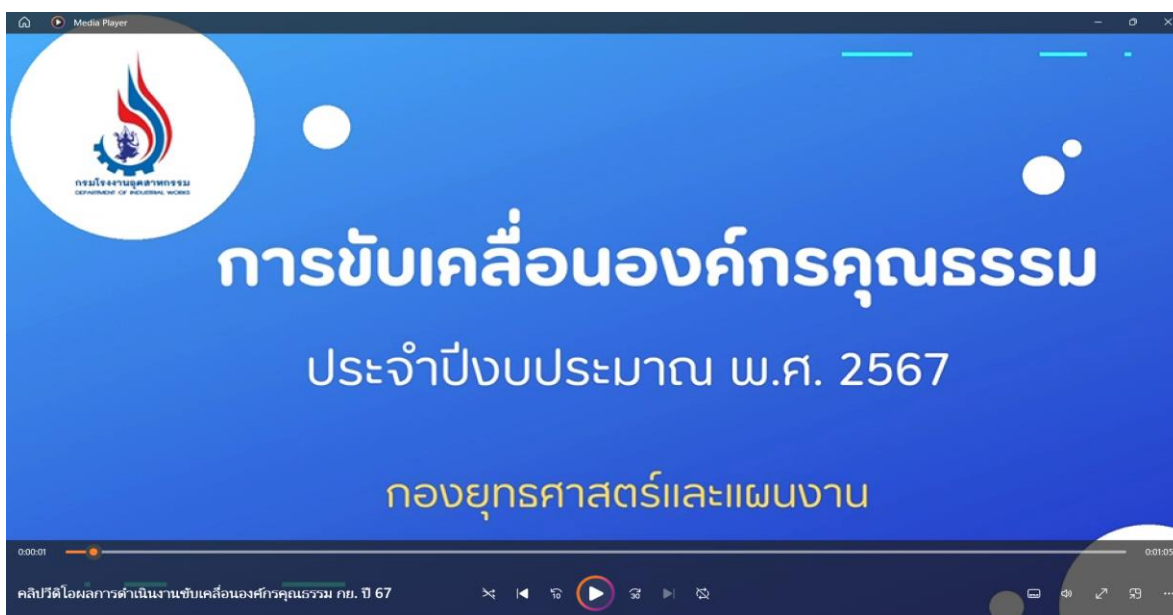 Media Player
กรมโรงงานอุตสาหกรรม
DEPARTMENT OF INDUSTRIAL WORKS
การขับเคลื่อนองค์กรคุณธรรม
ประจำปีงบประมาณ พ.ศ. 2567
กองยุทธศาสตร์และแผนงาน
0:00:01
0:01:05
คลิปวีดิโอผลการดำเนินงานขับเคลื่อนองค์กรคุณธรรม กย. ปี 67
10
30